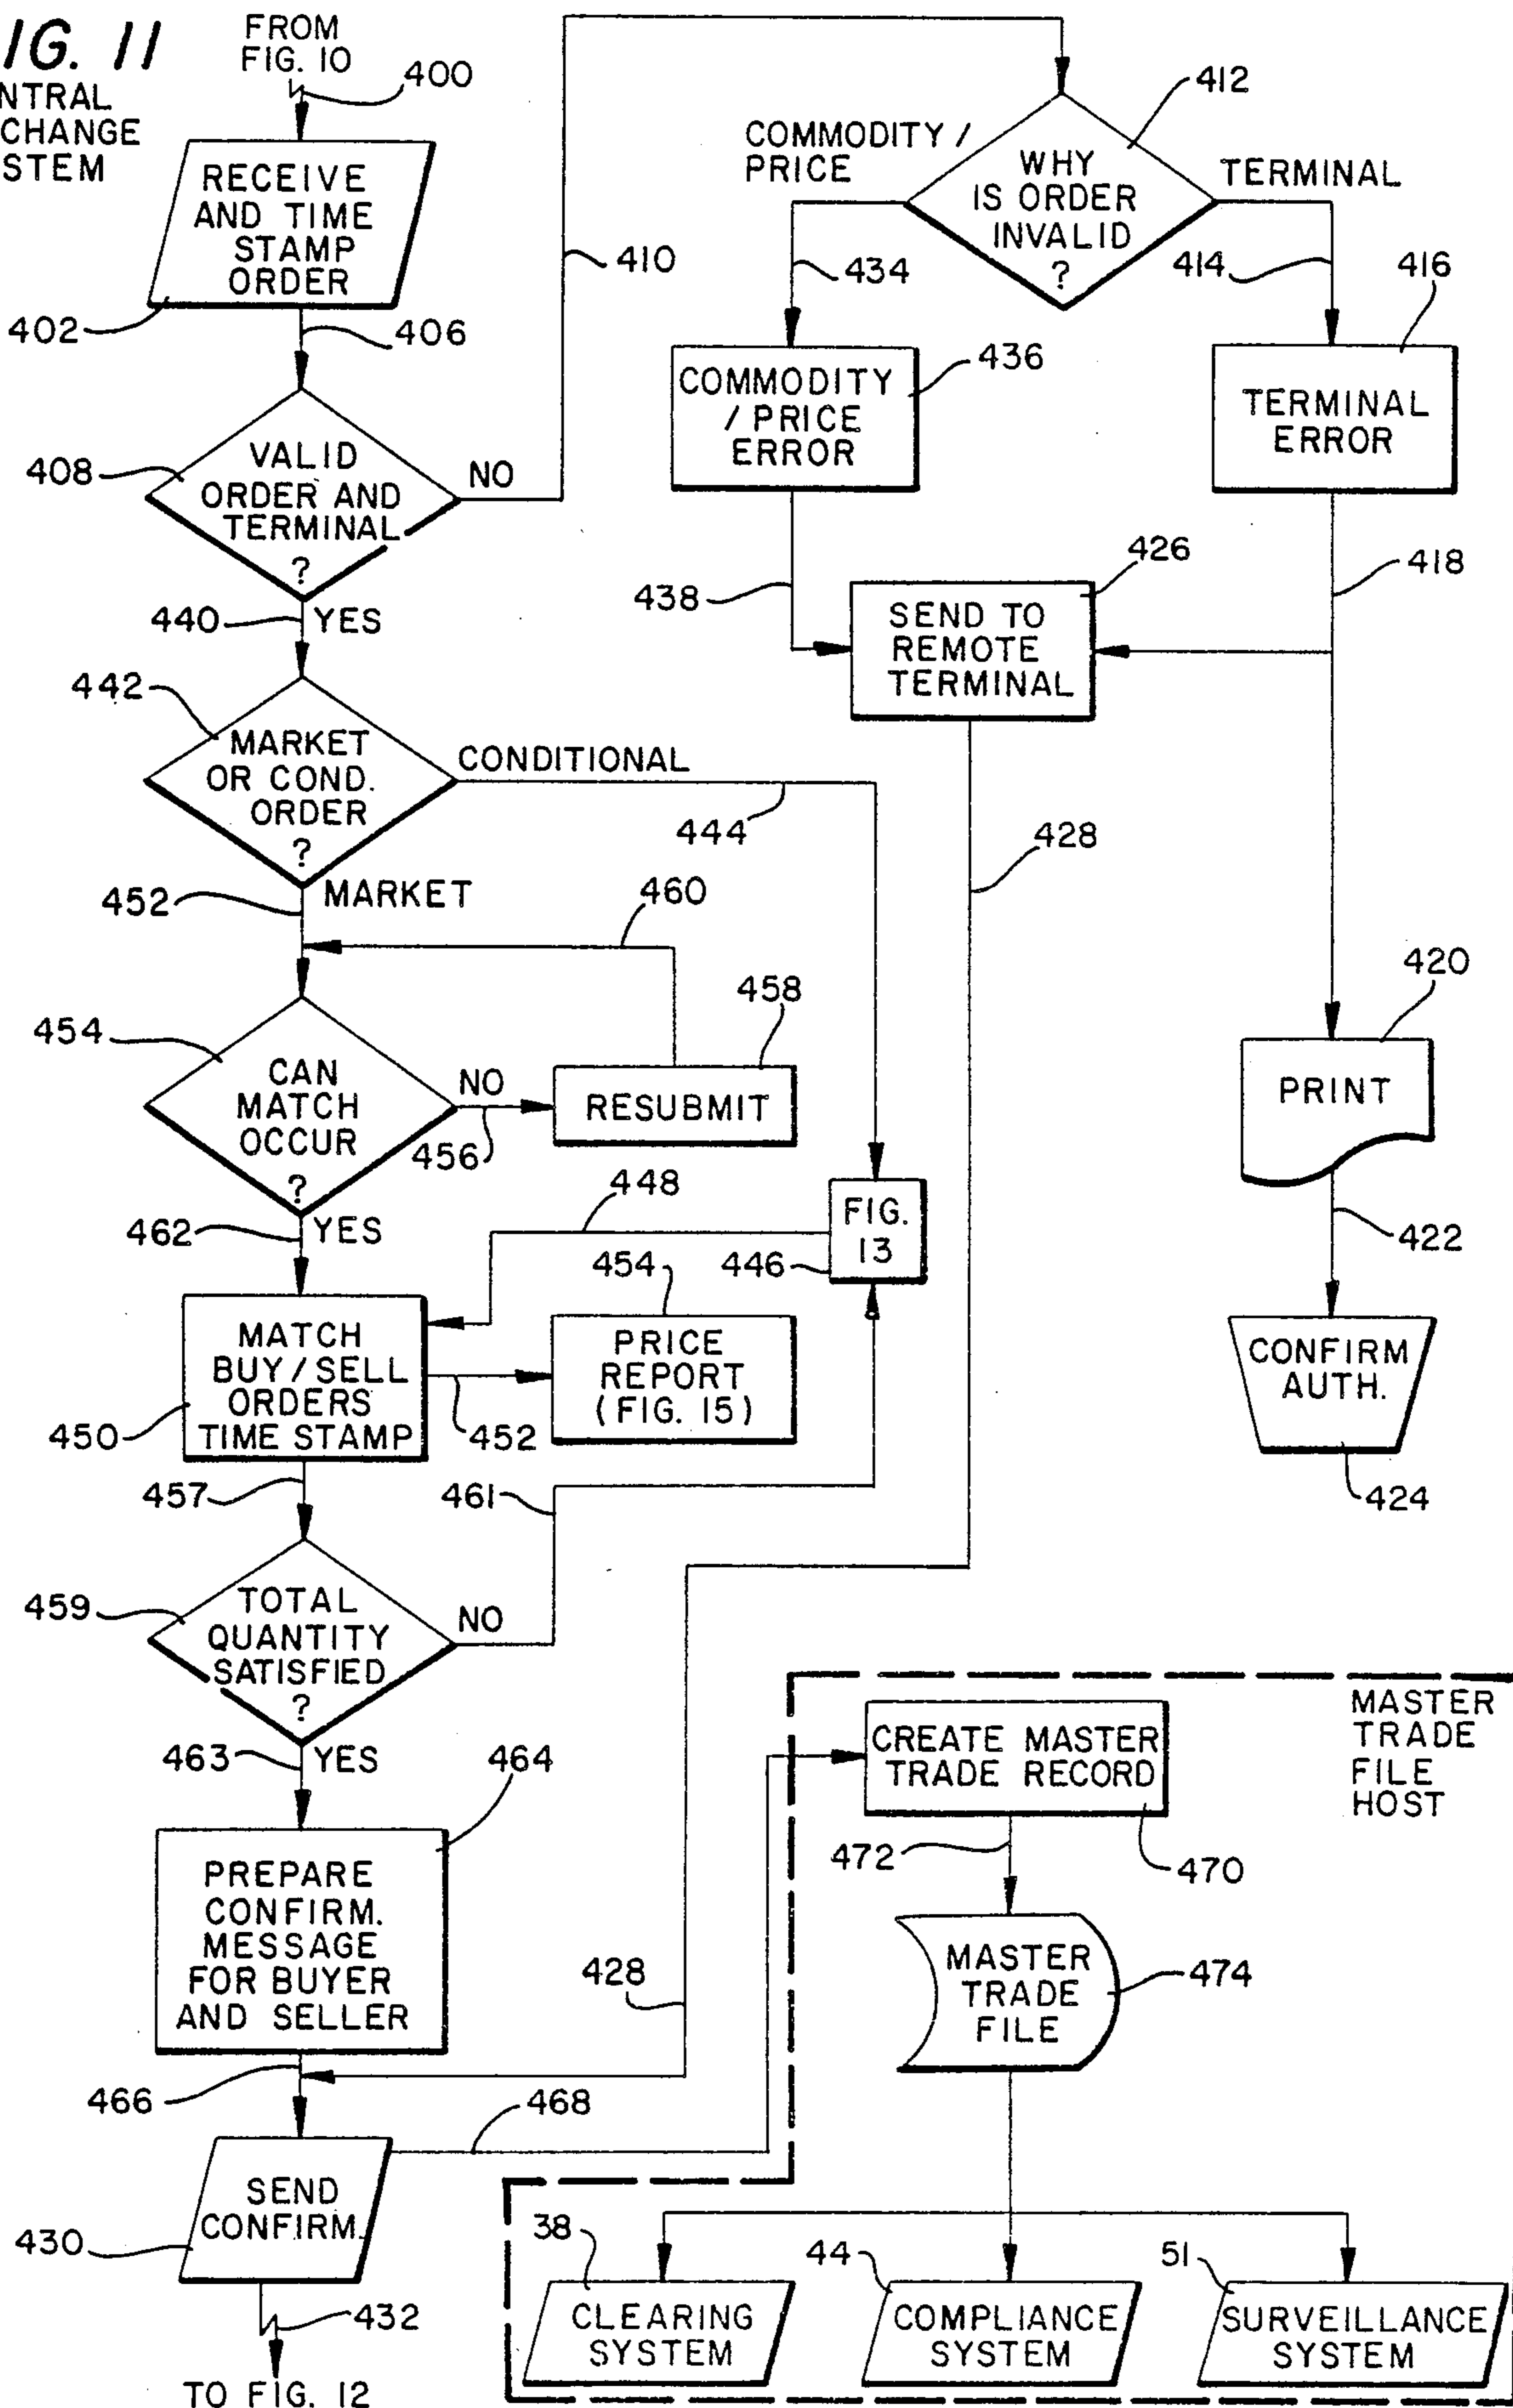 IG. 11
NTRAL
CHANGE
STEM
FROM
FIG. 10
400
RECEIVE
AND TIME
STAMP
ORDER
402
406
VALID
ORDER AND
TERMINAL
?
408
NO
410
COMMODITY /
PRICE
WHY
IS ORDER
INVALID
?
412
TERMINAL
434
414
416
COMMODITY
/ PRICE
ERROR
436
TERMINAL
ERROR
418
438
SEND TO
REMOTE
TERMINAL
426
440
YES
442
MARKET
OR COND.
ORDER
?
CONDITIONAL
444
428
452
MARKET
460
454
CAN
MATCH
OCCUR
?
NO
456
458
RESUBMIT
420
PRINT
422
CONFIRM
AUTH.
424
462
YES
448
FIG.
13
446
MATCH
BUY/SELL
ORDERS
TIME STAMP
450
452
454
PRICE
REPORT
(FIG. 15)
457
461
459
TOTAL
QUANTITY
SATISFIED
?
NO
463
YES
464
PREPARE
CONFIRM.
MESSAGE
FOR BUYER
AND SELLER
428
466
468
SEND
CONFIRM.
430
432
TO FIG. 12
MASTER
TRADE
FILE
HOST
CREATE MASTER
TRADE RECORD
470
472
MASTER
TRADE
FILE
474
38
CLEARING
SYSTEM
44
COMPLIANCE
SYSTEM
51
SURVEILLANCE
SYSTEM